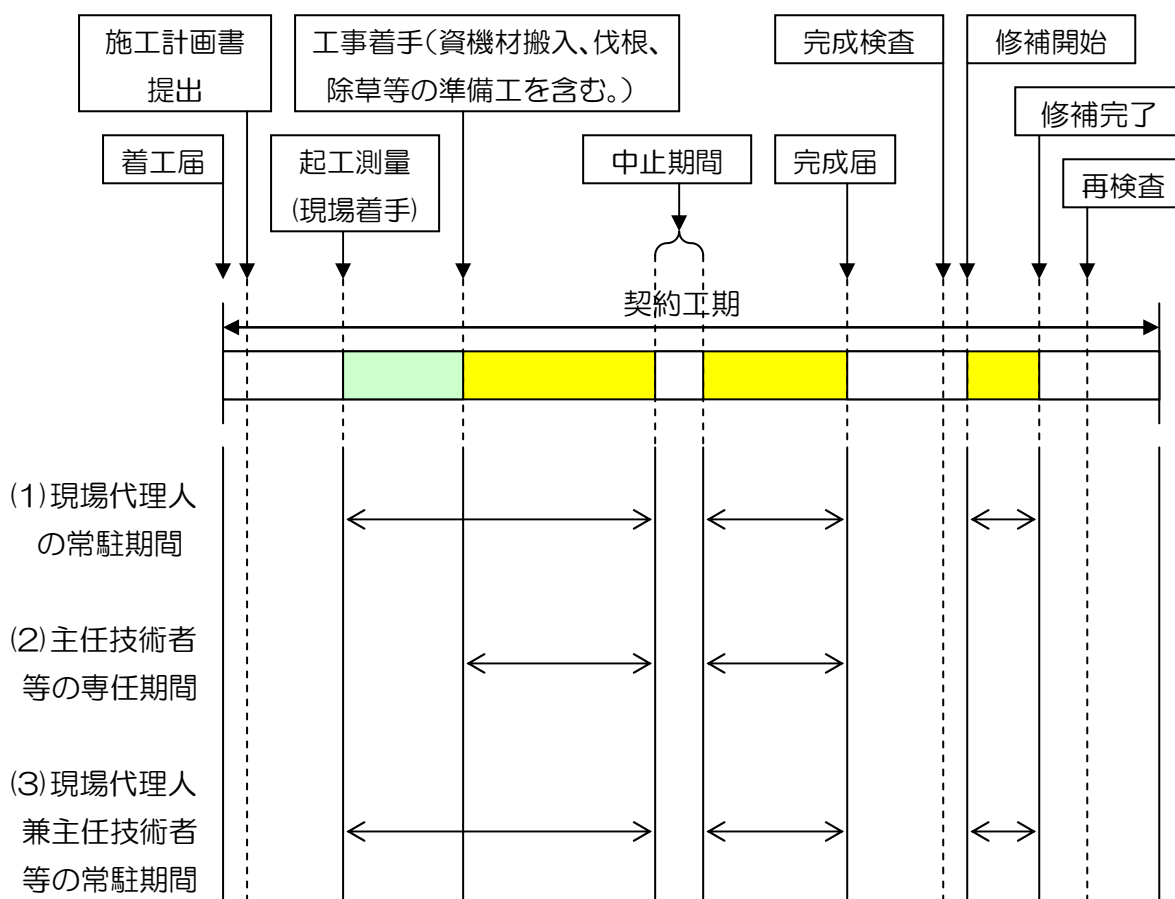 施工計画書
提出
工事着手(資機材搬入、伐根、
除草等の準備工を含む。)
完成検査
修補開始
修補完了
着工届
起工測量
(現場着手)
中止期間
完成届
再検査
契約工期
(1)現場代理人
の常駐期間
(2)主任技術者
等の専任期間
(3)現場代理人
兼主任技術者
等の常駐期間